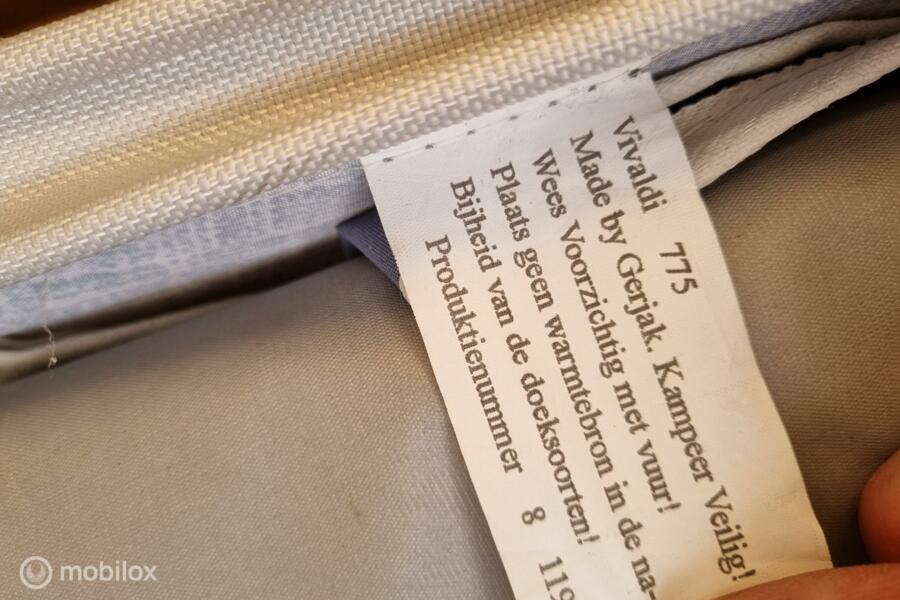 Vivaldi 775
Made by Gerjak. Kampeer Veilig!
Wees Voorzichtig met vuur!
Plaats geen warmtebron in de na-
Bijheid van de doeksoorten!
Produktienummer 8 119
mobilox